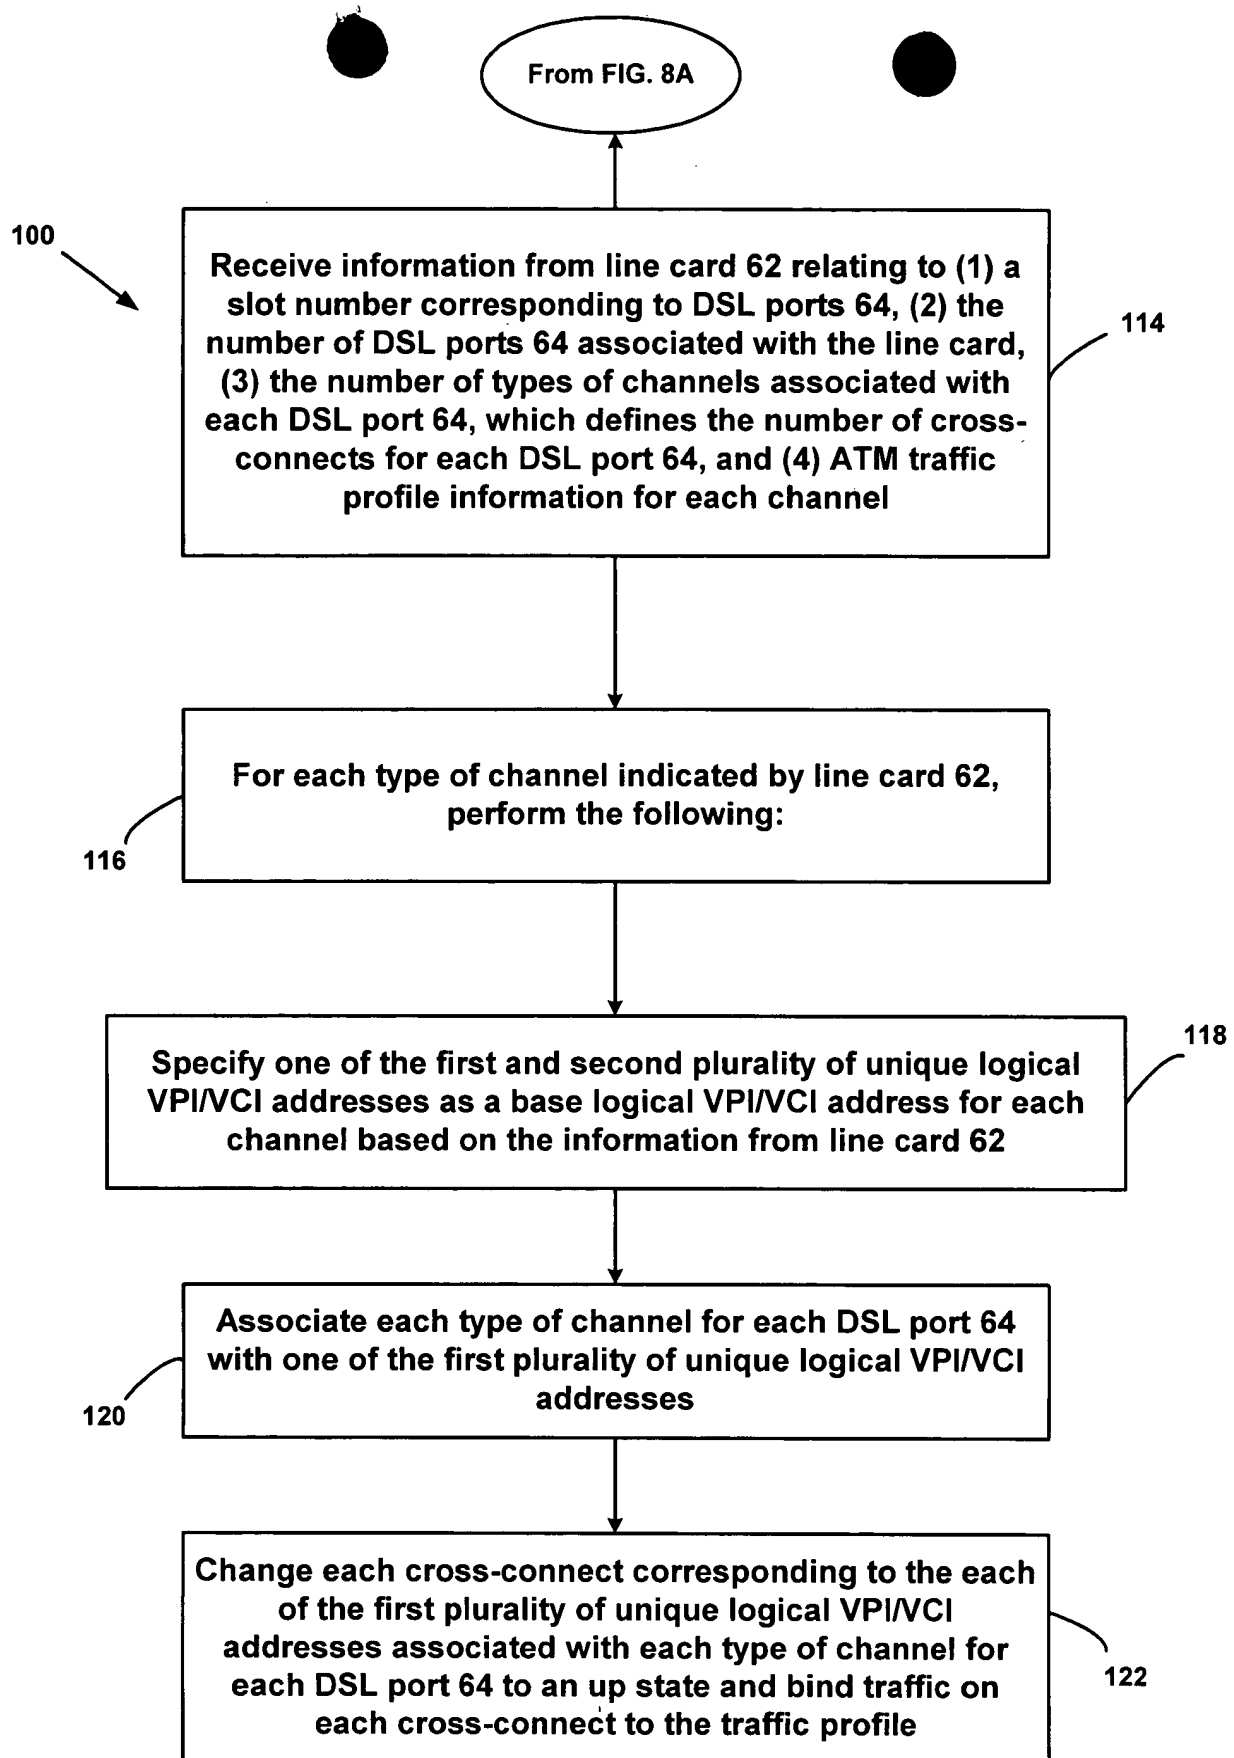 From FIG. 8A
100
Receive information from line card 62 relating to (1) a
slot number corresponding to DSL ports 64, (2) the
number of DSL ports 64 associated with the line card,
(3) the number of types of channels associated with
each DSL port 64, which defines the number of cross-
connects for each DSL port 64, and (4) ATM traffic
profile information for each channel
114
For each type of channel indicated by line card 62,
perform the following:
116
Specify one of the first and second plurality of unique logical
VPI/VCI addresses as a base logical VPI/VCI address for each
channel based on the information from line card 62
118
Associate each type of channel for each DSL port 64
with one of the first plurality of unique logical VPI/VCI
addresses
120
Change each cross-connect corresponding to the each
of the first plurality of unique logical VPI/VCI
addresses associated with each type of channel for
each DSL port 64 to an up state and bind traffic on
each cross-connect to the traffic profile
122